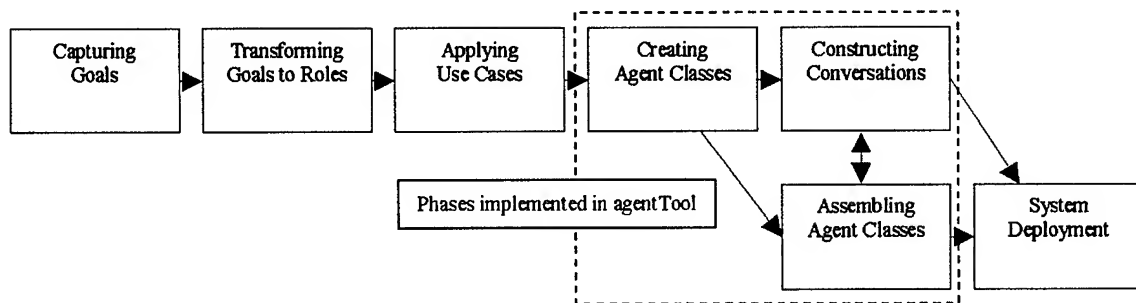 Capturing
Goals
Transforming
Goals to Roles
Applying
Use Cases
Creating
Agent Classes
Constructing
Conversations
Phases implemented in agentTool
Assembling
Agent Classes
System
Deployment